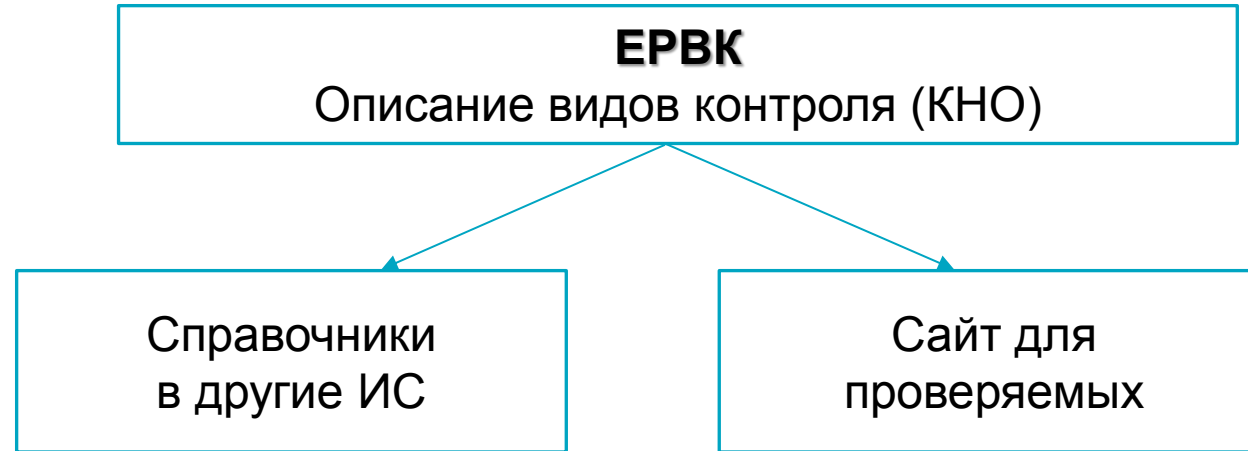 ЕРВК
Описание видов контроля (КНО)
Справочники
в другие ИС
Сайт для
проверяемых